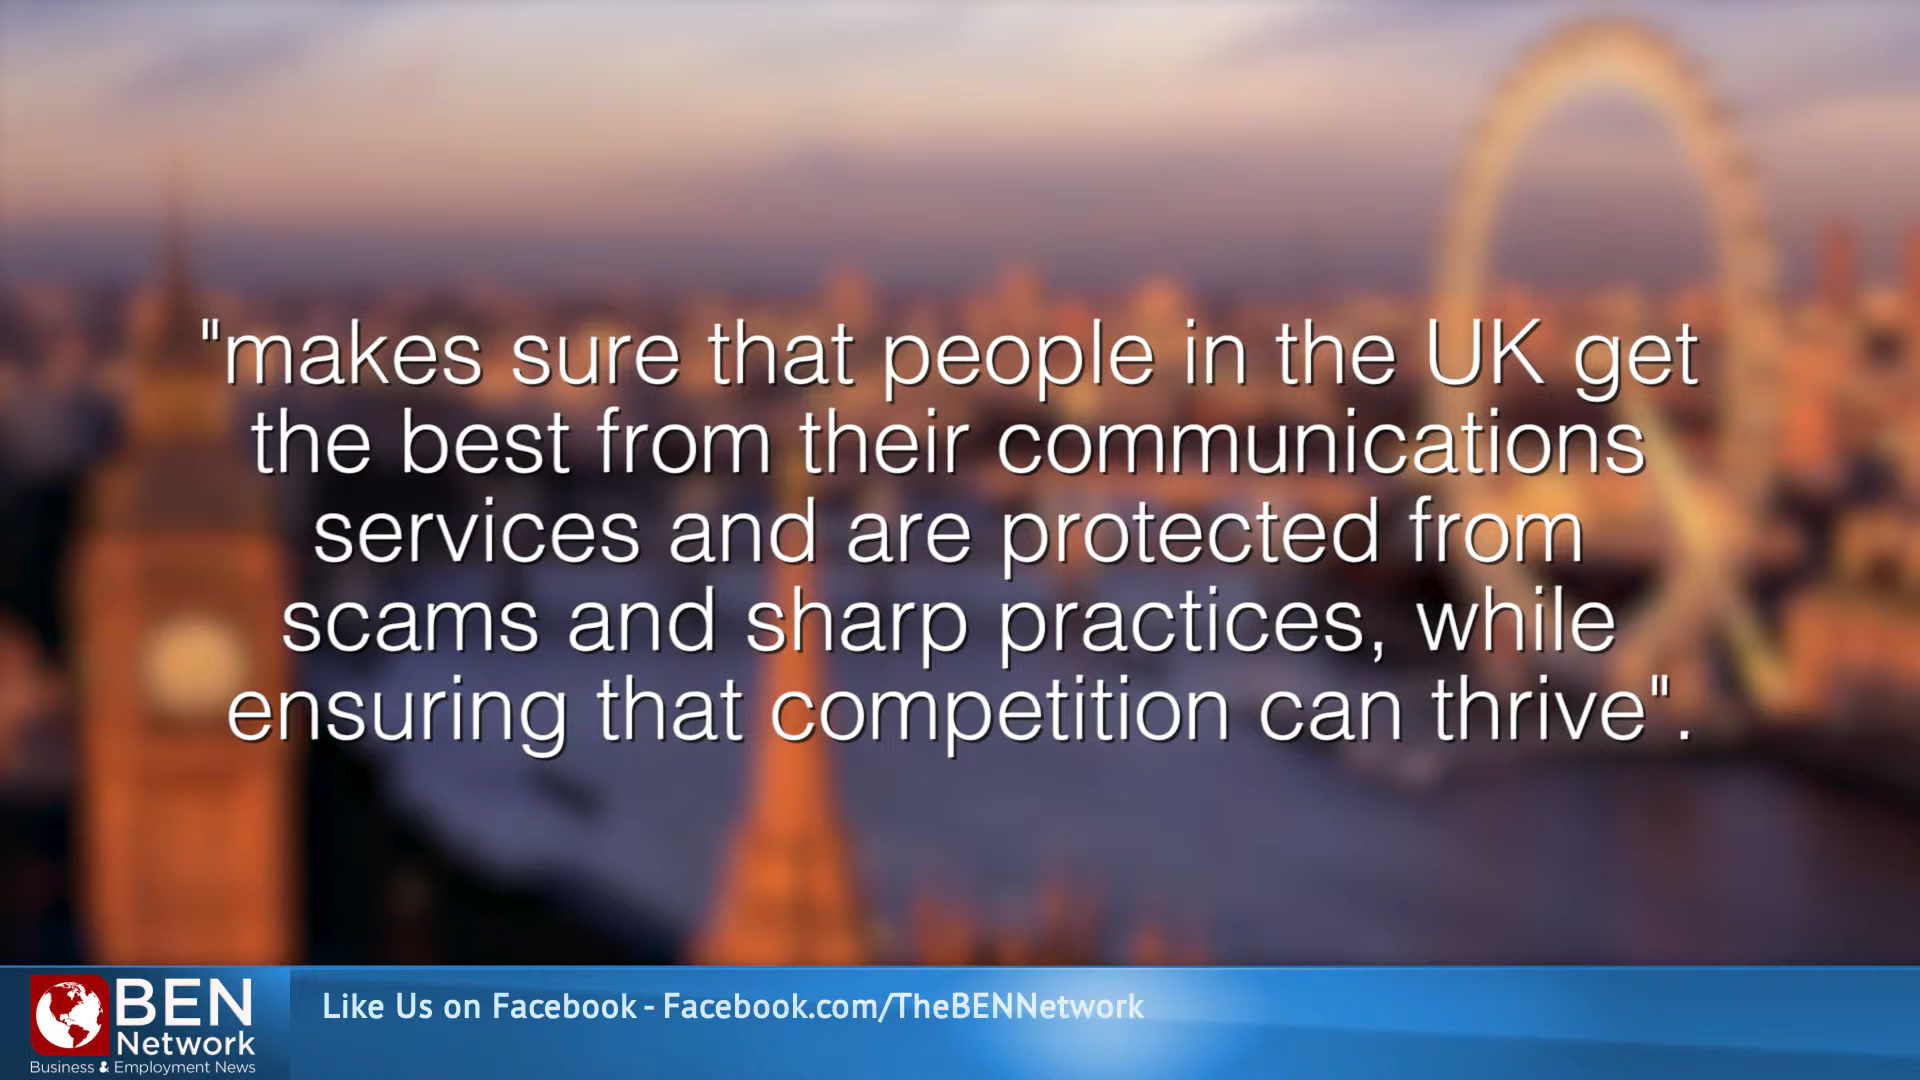 "makes sure that people in the UK get
the best from their communications
services and are protected from
scams and sharp practices, while
ensuring that competition can thrive".
BEN
Network
Business & Employment News
Like Us on Facebook - Facebook.com/TheBENNetwork